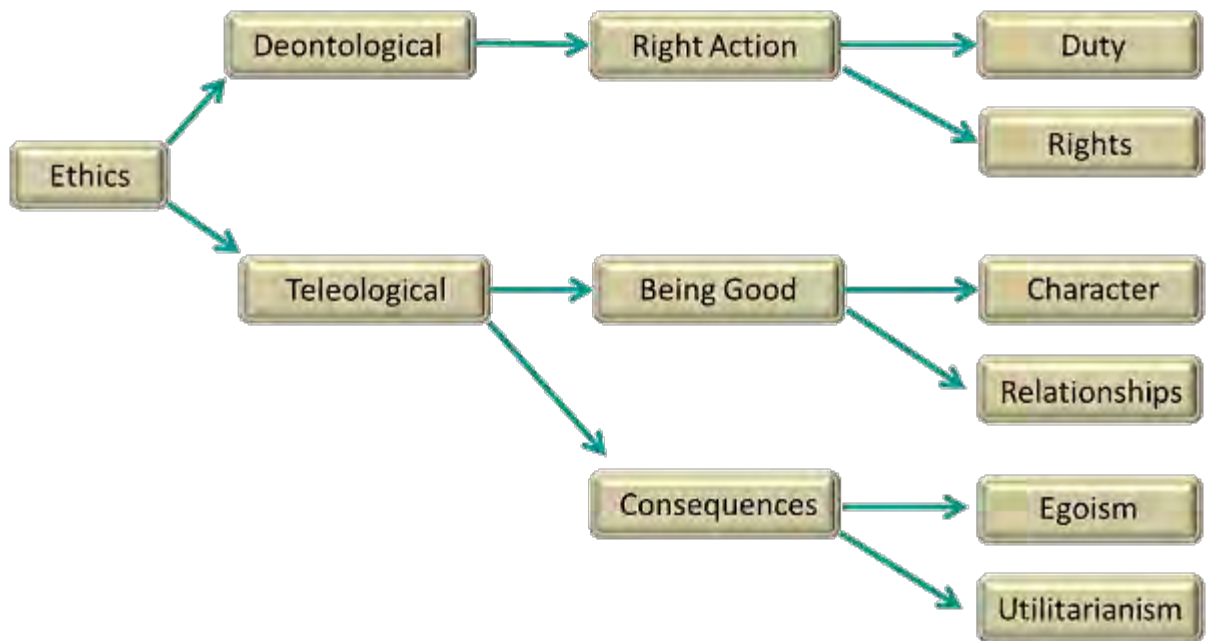 Deontological
Right Action
Duty
Rights
Ethics
Teleological
Being Good
Character
Relationships
Consequences
Egoism
Utilitarianism